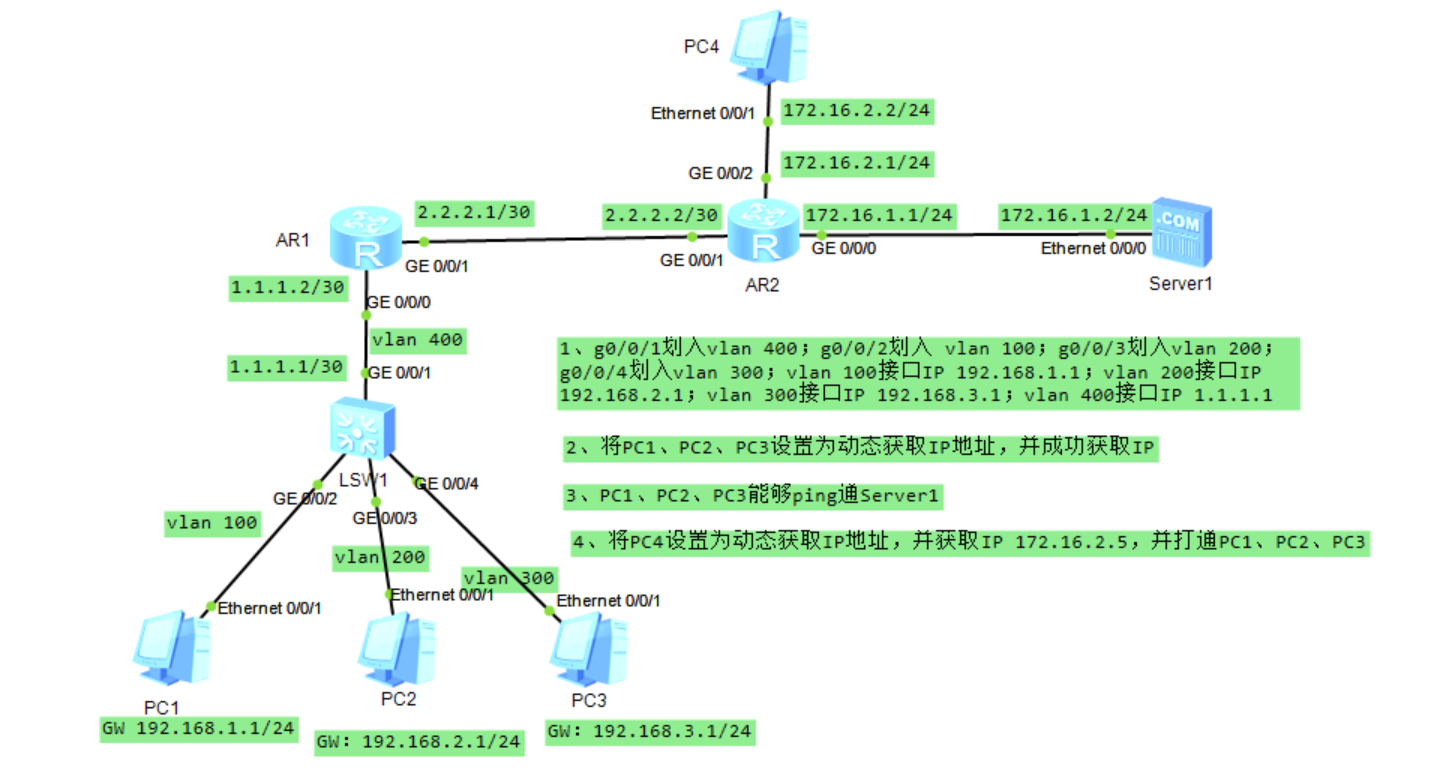 PC4
Ethernet 0/0/1
172.16.2.2/24
172.16.2.1/24
GE 0/0/2
2.2.2.1/30
2.2.2.2/30
172.16.1.1/24
172.16.1.2/24
.COM
AR1
R
R
GE 0/0/1
GE 0/0/1
GE 0/0/0
Ethernet 0/0/0
AR2
Server1
1.1.1.2/30
GE 0/0/0
vlan 400
1.1.1.1/30
GE 0/0/1
1、g0/0/1划入vlan 400；g0/0/2划入 vlan 100；g0/0/3划入vlan 200；
g0/0/4划入vlan 300；vlan 100接口IP 192.168.1.1；vlan 200接口IP
192.168.2.1；vlan 300接口IP 192.168.3.1；vlan 400接口IP 1.1.1.1
2、将PC1、PC2、PC3设置为动态获取IP地址，并成功获取IP
LSW1
GE 0/0/2
GE 0/0/4
3、PC1、PC2、PC3能够ping通Server1
GE 0/0/3
vlan 100
4、将PC4设置为动态获取IP地址，并获取IP 172.16.2.5，并打通PC1、PC2、PC3
vlan 200
vlan 300
Ethernet 0/0/1
Ethernet 0/0/1
Ethernet 0/0/1
PC1
PC2
PC3
GW 192.168.1.1/24
GW：192.168.2.1/24
GW：192.168.3.1/24